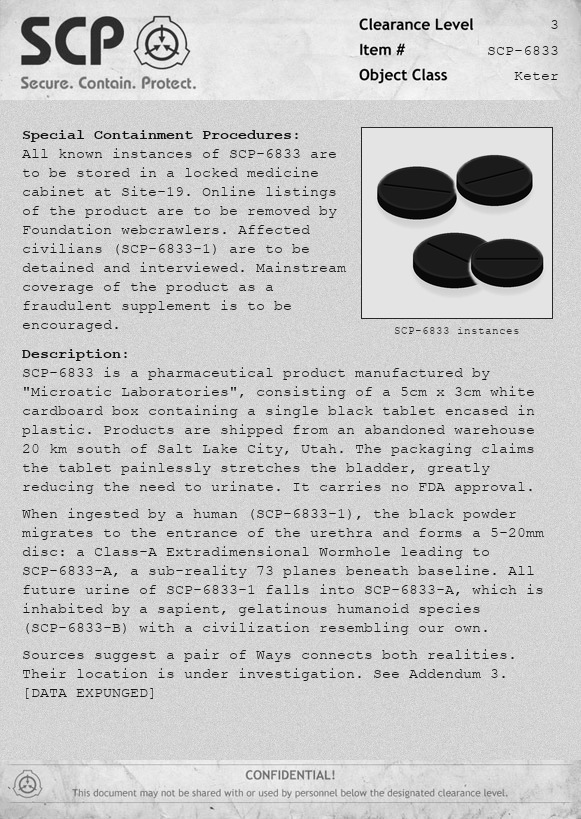 SCP
Secure. Contain. Protect.
Clearance Level 3
Item # SCP-6833
Object Class Keter
Special Containment Procedures:
All known instances of SCP-6833 are
to be stored in a locked medicine
cabinet at Site-19. Online listings
of the product are to be removed by
Foundation webcrawlers. Affected
civilians (SCP-6833-1) are to be
detained and interviewed. Mainstream
coverage of the product as a
fraudulent supplement is to be
encouraged.
SCP-6833 instances
Description:
SCP-6833 is a pharmaceutical product manufactured by
"Microatic Laboratories", consisting of a 5cm x 3cm white
cardboard box containing a single black tablet encased in
plastic. Products are shipped from an abandoned warehouse
20 km south of Salt Lake City, Utah. The packaging claims
the tablet painlessly stretches the bladder, greatly
reducing the need to urinate. It carries no FDA approval.
When ingested by a human (SCP-6833-1), the black powder
migrates to the entrance of the urethra and forms a 5-20mm
disc: a Class-A Extradimensional Wormhole leading to
SCP-6833-A, a sub-reality 73 planes beneath baseline. All
future urine of SCP-6833-1 falls into SCP-6833-A, which is
inhabited by a sapient, gelatinous humanoid species
(SCP-6833-B) with a civilization resembling our own.
Sources suggest a pair of Ways connects both realities.
Their location is under investigation. See Addendum 3.
[DATA EXPUNGED]
CONFIDENTIAL!
This document may not be shared with or used by personnel below the designated clearance level.